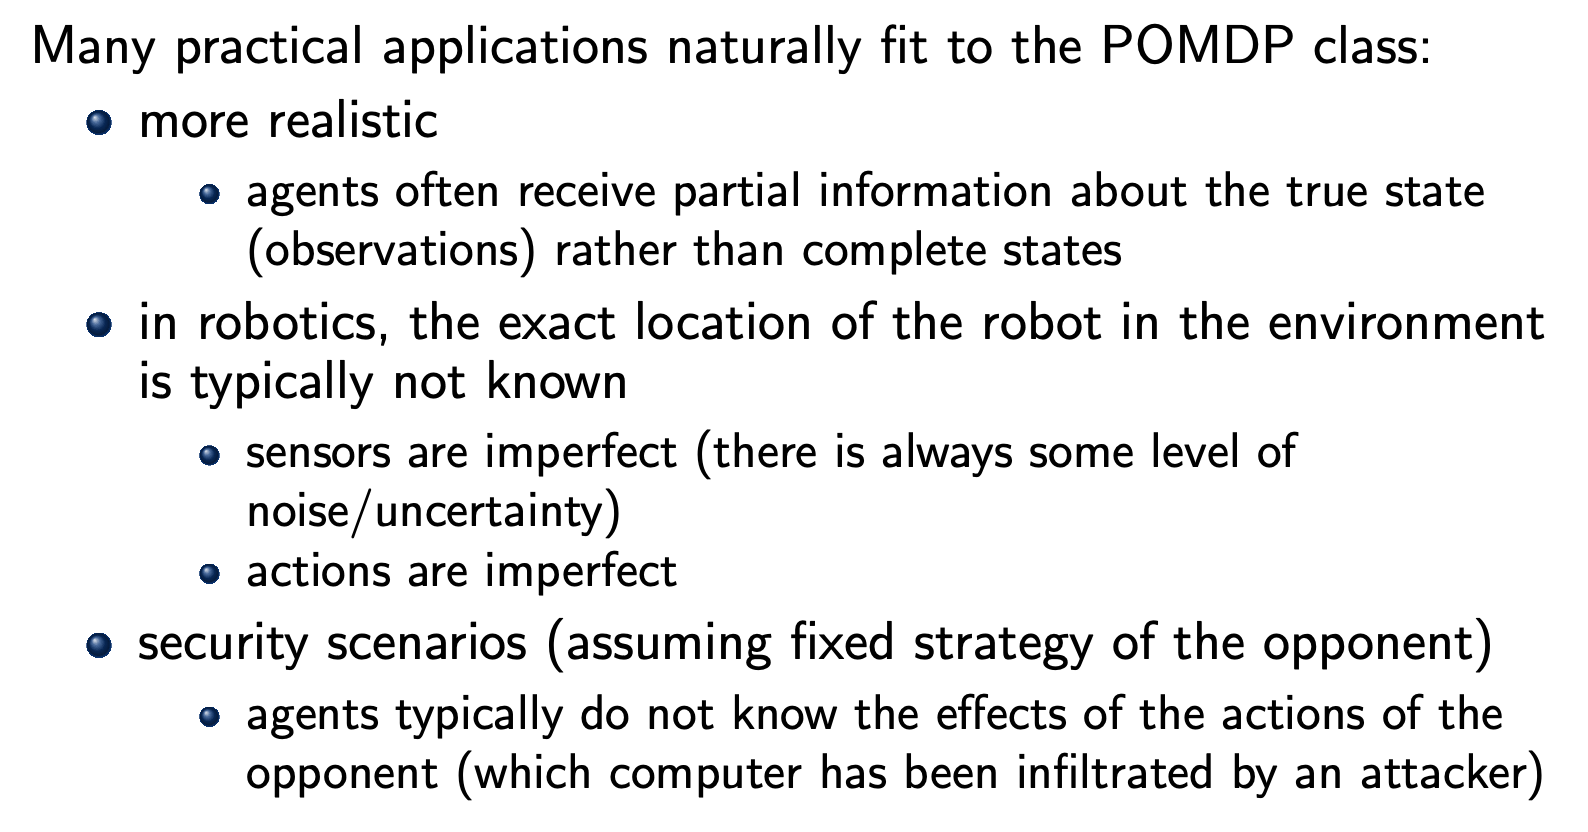 Many practical applications naturally fit to the POMDP class:
more realistic
agents often receive partial information about the true state
(observations) rather than complete states
in robotics, the exact location of the robot in the environment
is typically not known
sensors are imperfect (there is always some level of
noise/uncertainty)
actions are imperfect
security scenarios (assuming fixed strategy of the opponent)
agents typically do not know the effects of the actions of the
opponent (which computer has been infiltrated by an attacker)